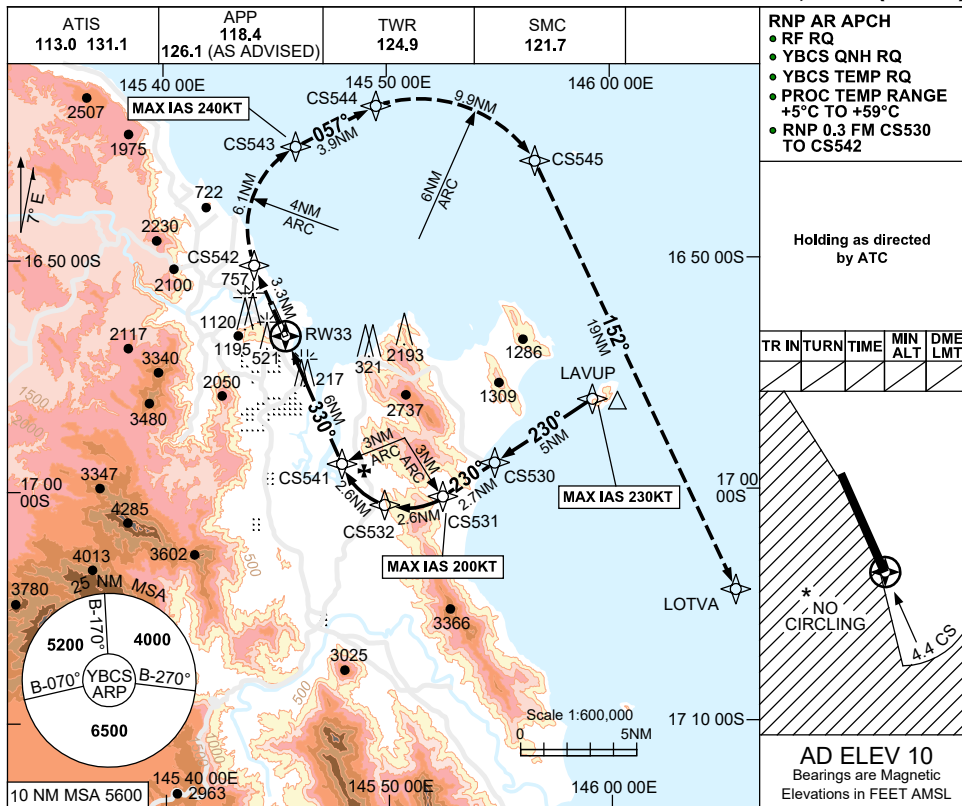 ATIS
113.0 131.1
APP
118.4
126.1 (AS ADVISED)
TWR
124.9
SMC
121.7
RNP AR APCH
RF RQ
YBCS QNH RQ
YBCS TEMP RQ
PROC TEMP RANGE
+5°C TO +59°C
RNP 0.3 FM CS530
TO CS542
Holding as directed
by ATC
TR IN
TURN
TIME
MIN
ALT
DME
LMT
145 40 00E
145 50 00E
146 00 00E
2507
1975
MAX IAS 240KT
CS544
CS543
057°
3.9NM
9.9NM
CS545
7° E
722
6.1NM
4NM
ARC
6NM
ARC
2230
CS542
16 50 00S
16 50 00S
2100
757
3.3NM
1120
RW33
1195
521
2117
3340
217
321
2193
1286
152°
19NM
2050
2737
1309
LAVUP
3480
1500
2000
330°
6NM
230°
5NM
3NM
ARC
ARC
3NM
CS541
230°
CS530
2.7NM
3347
17 00
00S
17 00
00S
MAX IAS 230KT
2.6NM
CS532
2.6NM
CS531
4285
500
3602
MAX IAS 200KT
4013
3780
25 NM MSA
LOTVA
3366
B-170°
5200
4000
B-070°
YBCS
ARP
B-270°
6500
3025
500
1000
Scale 1:600,000
0
5NM
17 10 00S
* NO
CIRCLING
4.4 CS
AD ELEV 10
Bearings are Magnetic
Elevations in FEET AMSL
10 NM MSA 5600
145 40 00E
2963
145 50 00E
146 00 00E